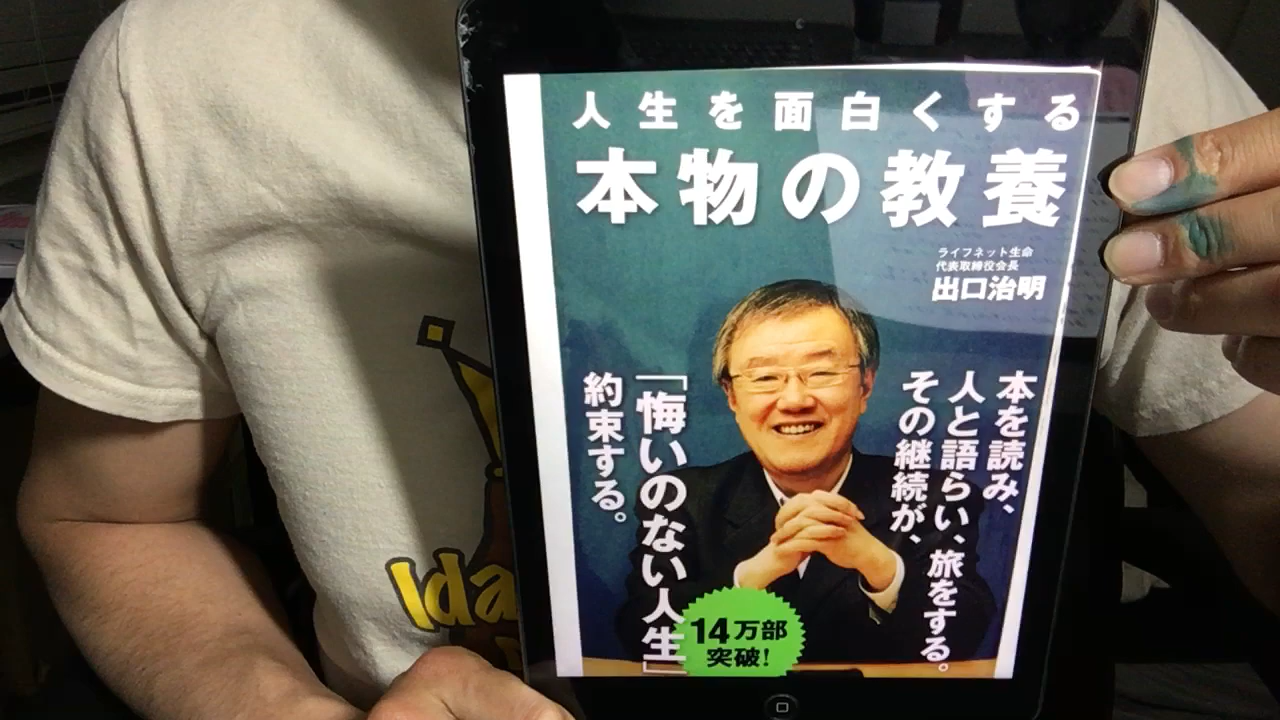 人生を面白くする
本物の教養
ライフネット生命
代表取締役会長
出口治明
本を読み、
人と語らい、旅をする。
その継続が、
「悔いのない人生」
約束する。
14万部
突破!
Ida